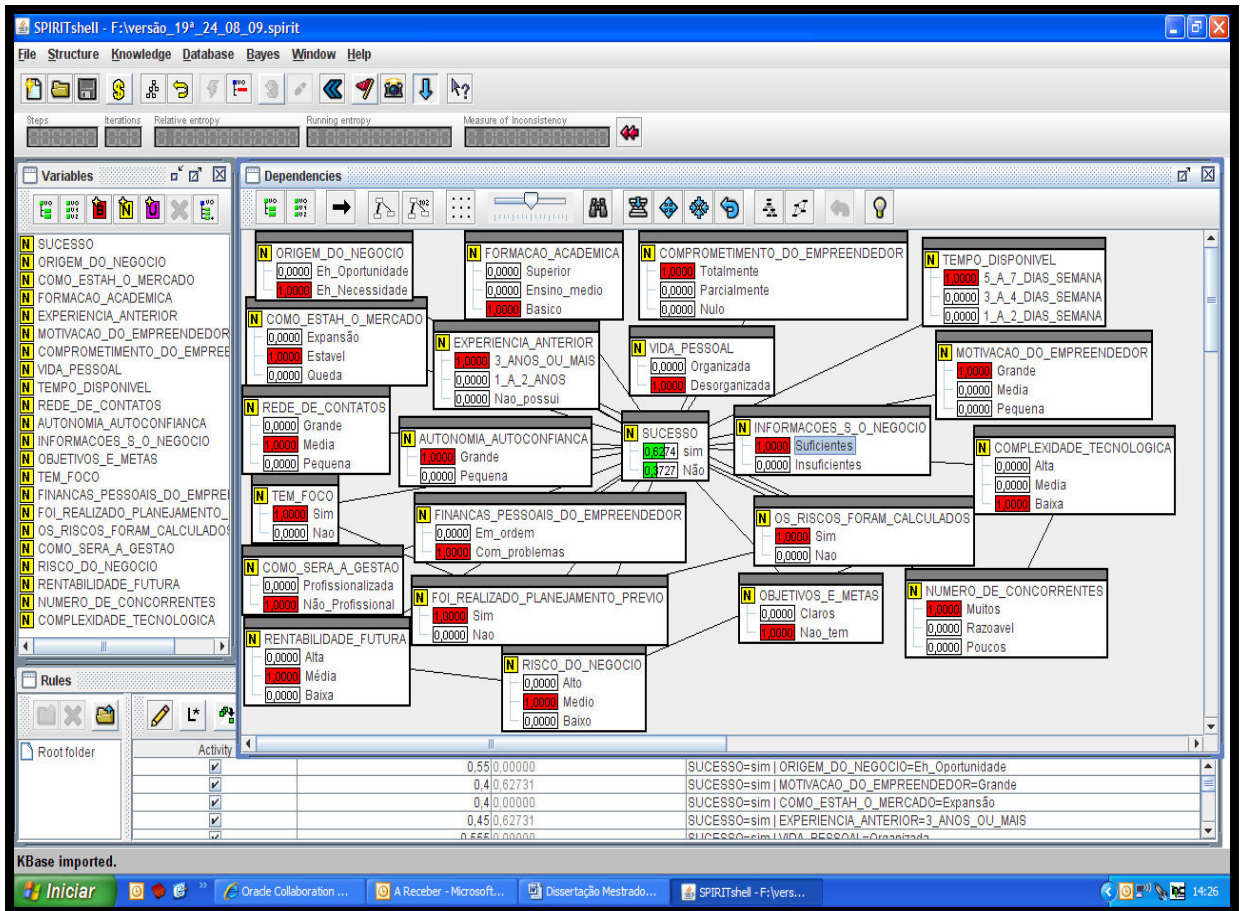 SPIRITshell - F:\versão_19ª_24_08_09.spirit
File Structure Knowledge Database Bayes Window Help
Steps Iterations Relative entropy Running entropy Measure of Inconsistency
Variables
SUCESSO
ORIGEM_DO_NEGOCIO
COMO_ESTAH_O_MERCADO
FORMACAO_ACADEMICA
EXPERIENCIA_ANTERIOR
MOTIVACAO_DO_EMPREENDEDOR
COMPROMETIMENTO_DO_EMPREE
VIDA_PESSOAL
TEMPO_DISPONIVEL
REDE_DE_CONTATOS
AUTONOMIA_AUTOCONFIANCA
INFORMACOES_S_O_NEGOCIO
OBJETIVOS_E_METAS
TEM_FOCO
FINANCAS_PESSOAIS_DO_EMPREI
FOI_REALIZADO_PLANEJAMENTO_
OS_RISCOS_FORAM_CALCULADOS
COMO_SERA_A_GESTAO
RISCO_DO_NEGOCIO
RENTABILIDADE_FUTURA
NUMERO_DE_CONCORRENTES
COMPLEXIDADE_TECNOLOGICA
Dependencies
ORIGEM_DO_NEGOCIO
0,0000 Eh_Oportunidade
1,0000 Eh_Necessidade
FORMACAO_ACADEMICA
0,0000 Superior
0,0000 Ensino_medio
1,0000 Basico
COMPROMETIMENTO_DO_EMPREENDEDOR
1,0000 Totalmente
0,0000 Parcialmente
0,0000 Nulo
TEMPO_DISPONIVEL
1,0000 5_A_7_DIAS_SEMANA
0,0000 3_A_4_DIAS_SEMANA
0,0000 1_A_2_DIAS_SEMANA
COMO_ESTAH_O_MERCADO
0,0000 Expansão
1,0000 Estavel
0,0000 Queda
EXPERIENCIA_ANTERIOR
1,0000 3_ANOS_OU_MAIS
0,0000 1_A_2_ANOS
0,0000 Nao_possui
VIDA_PESSOAL
0,0000 Organizada
1,0000 Desorganizada
MOTIVACAO_DO_EMPREENDEDOR
1,0000 Grande
0,0000 Media
0,0000 Pequena
REDE_DE_CONTATOS
0,0000 Grande
1,0000 Media
0,0000 Pequena
AUTONOMIA_AUTOCONFIANCA
1,0000 Grande
0,0000 Pequena
SUCESSO
0,6274 sim
0,3727 Não
INFORMACOES_S_O_NEGOCIO
1,0000 Suficientes
0,0000 Insuficientes
COMPLEXIDADE_TECNOLOGICA
0,0000 Alta
0,0000 Media
1,0000 Baixa
TEM_FOCO
1,0000 Sim
0,0000 Nao
FINANCAS_PESSOAIS_DO_EMPREENDEDOR
0,0000 Em_ordem
1,0000 Com_problemas
OS_RISCOS_FORAM_CALCULADOS
1,0000 Sim
0,0000 Nao
COMO_SERA_A_GESTAO
0,0000 Profissionalizada
1,0000 Não_Profissional
FOI_REALIZADO_PLANEJAMENTO_PREVIO
1,0000 Sim
0,0000 Nao
OBJETIVOS_E_METAS
0,0000 Claros
1,0000 Nao_tem
NUMERO_DE_CONCORRENTES
1,0000 Muitos
0,0000 Razoavel
0,0000 Poucos
RENTABILIDADE_FUTURA
0,0000 Alta
1,0000 Média
0,0000 Baixa
RISCO_DO_NEGOCIO
0,0000 Alto
1,0000 Medio
0,0000 Baixo
Rules
Root folder
Activity
0,55 0,00000 SUCESSO=sim | ORIGEM_DO_NEGOCIO=Eh_Oportunidade
0,4 0,62731 SUCESSO=sim | MOTIVACAO_DO_EMPREENDEDOR=Grande
0,4 0,00000 SUCESSO=sim | COMO_ESTAH_O_MERCADO=Expansão
0,45 0,62731 SUCESSO=sim | EXPERIENCIA_ANTERIOR=3_ANOS_OU_MAIS
0,555 0,00000 SUCESSO=sim | VIDA_PESSOAL=Organizada
KBase imported.
Iniciar Oracle Collaboration ... A Receber - Microsoft... Dissertação Mestrado... SPIRITshell - F:\vers... 14:26